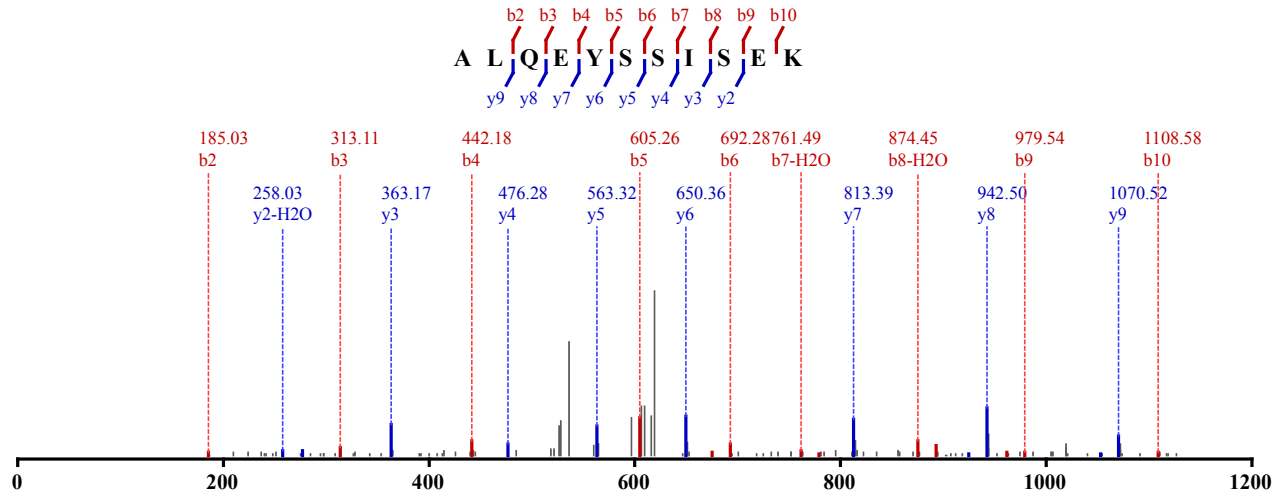 b2 b3 b4 b5 b6 b7 b8 b9 b10
A L Q E Y S S I S E K
y9 y8 y7 y6 y5 y4 y3 y2
185.03 313.11 442.18 605.26 692.28 761.49 874.45 979.54 1108.58
b2 b3 b4 b5 b6 b7-H2O b8-H2O b9 b10
258.03 363.17 476.28 563.32 650.36 813.39 942.50 1070.52
y2-H2O y3 y4 y5 y6 y7 y8 y9
0 200 400 600 800 1000 1200